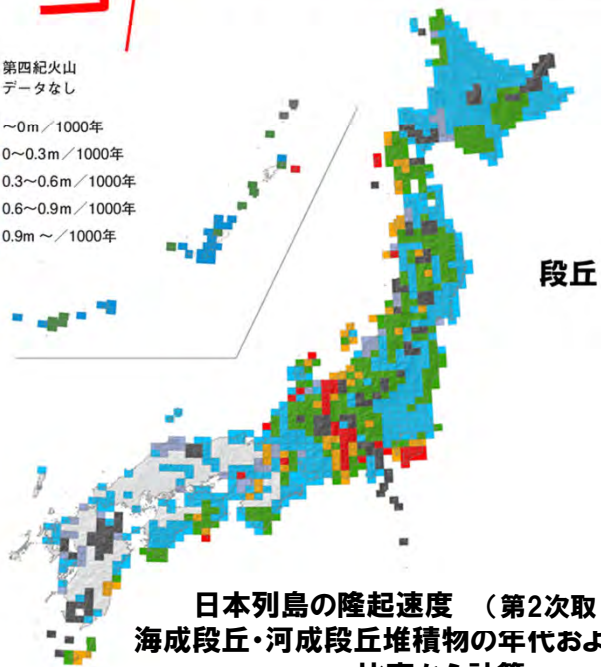 第四紀火山
データなし
～0m／1000年
0～0.3m／1000年
0.3～0.6m／1000年
0.6～0.9m／1000年
0.9m ～／1000年
段丘
日本列島の隆起速度 （第2次取
海成段丘・河成段丘堆積物の年代およ